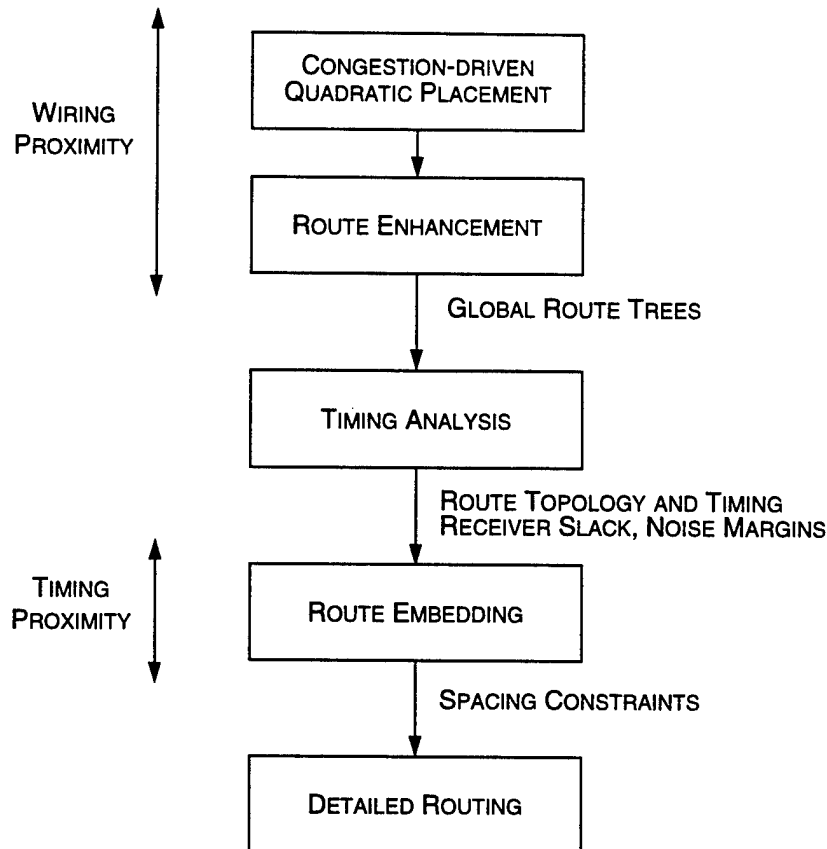 CONGESTION-DRIVEN
QUADRATIC PLACEMENT
WIRING
PROXIMITY
ROUTE ENHANCEMENT
GLOBAL ROUTE TREES
TIMING ANALYSIS
ROUTE TOPOLOGY AND TIMING
RECEIVER SLACK, NOISE MARGINS
TIMING
PROXIMITY
ROUTE EMBEDDING
SPACING CONSTRAINTS
DETAILED ROUTING